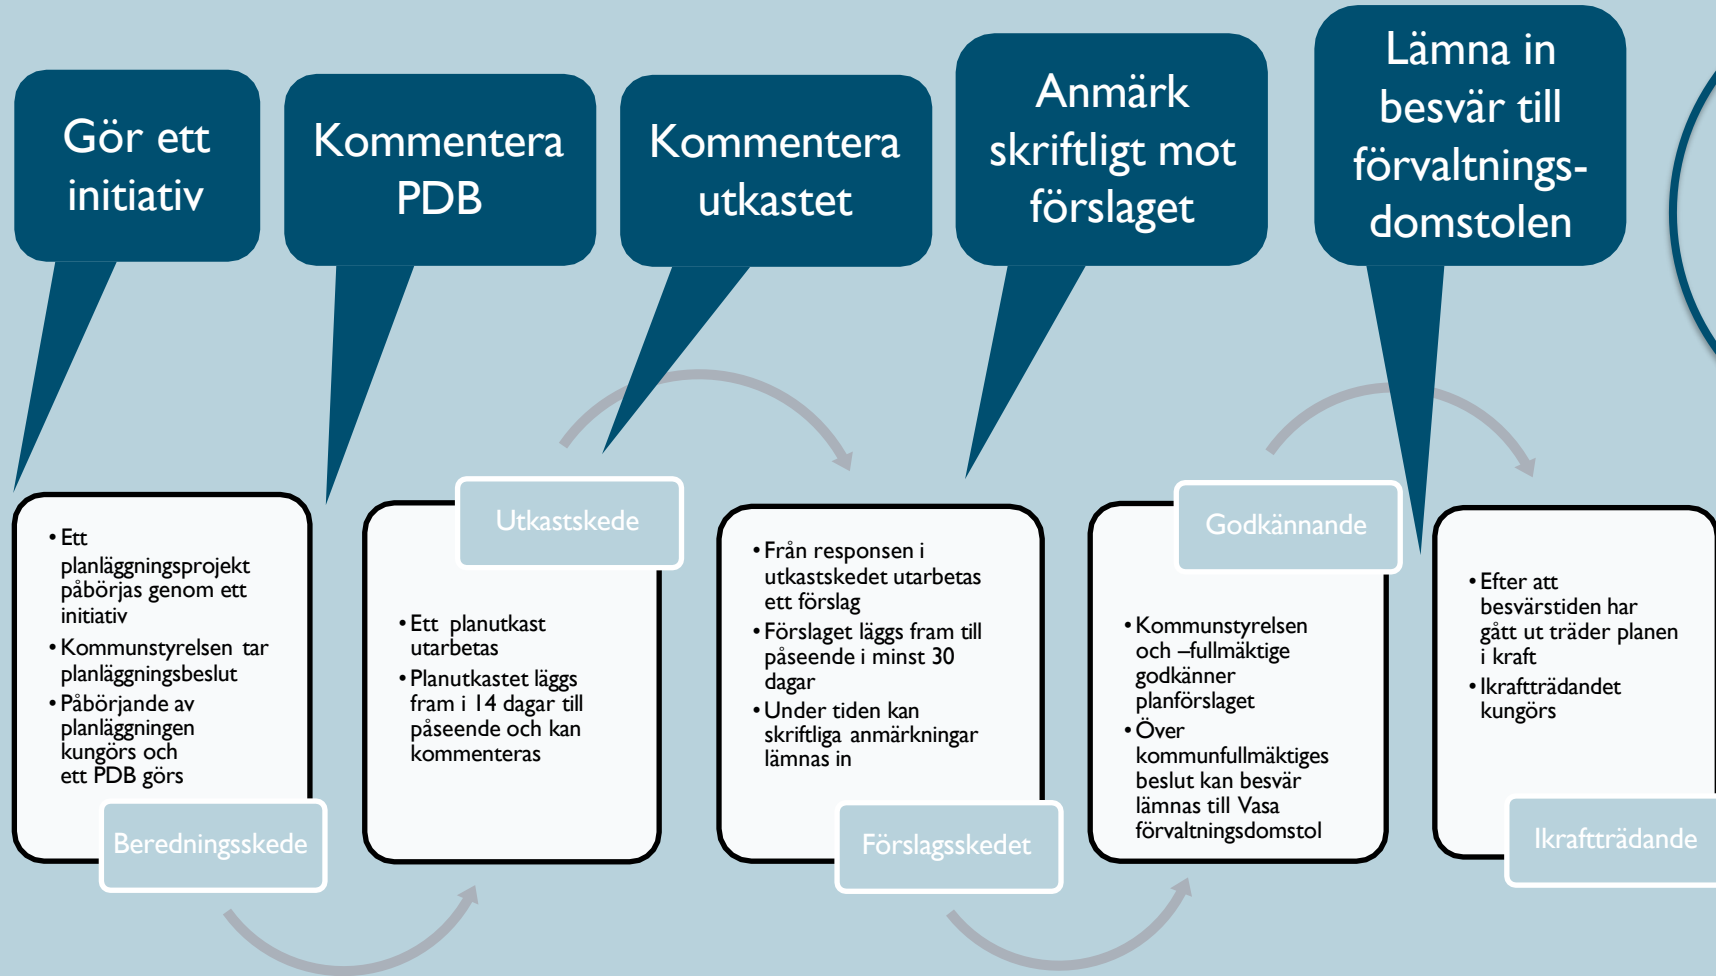 Gör ett
initiativ
Kommentera
PDB
Kommentera
utkastet
Anmärk
skriftligt mot
förslaget
Lämna in
besvär till
förvaltnings-
domstolen
• Ett
planläggningsprojekt
påbörjas genom ett
initiativ
• Kommunstyrelsen tar
planläggningsbeslut
• Påbörjande av
planläggningen
kungörs och
ett PDB görs
Beredningsskede
Utkastskede
• Ett planutkast
utarbetas
• Planutkastet läggs
fram i 14 dagar till
påseende och kan
kommenteras
• Från responsen i
utkastskedet utarbetas
ett förslag
• Förslaget läggs fram till
påseende i minst 30
dagar
• Under tiden kan
skriftliga anmärkningar
lämnas in
Förslagsskedet
Godkännande
• Kommunstyrelsen
och –fullmäktige
godkänner
planförslaget
• Över
kommunfullmäktiges
beslut kan besvär
lämnas till Vasa
förvaltningsdomstol
• Efter att
besvärstiden har
gått ut träder planen
i kraft
• Ikraftträdandet
kungörs
Ikraftträdande